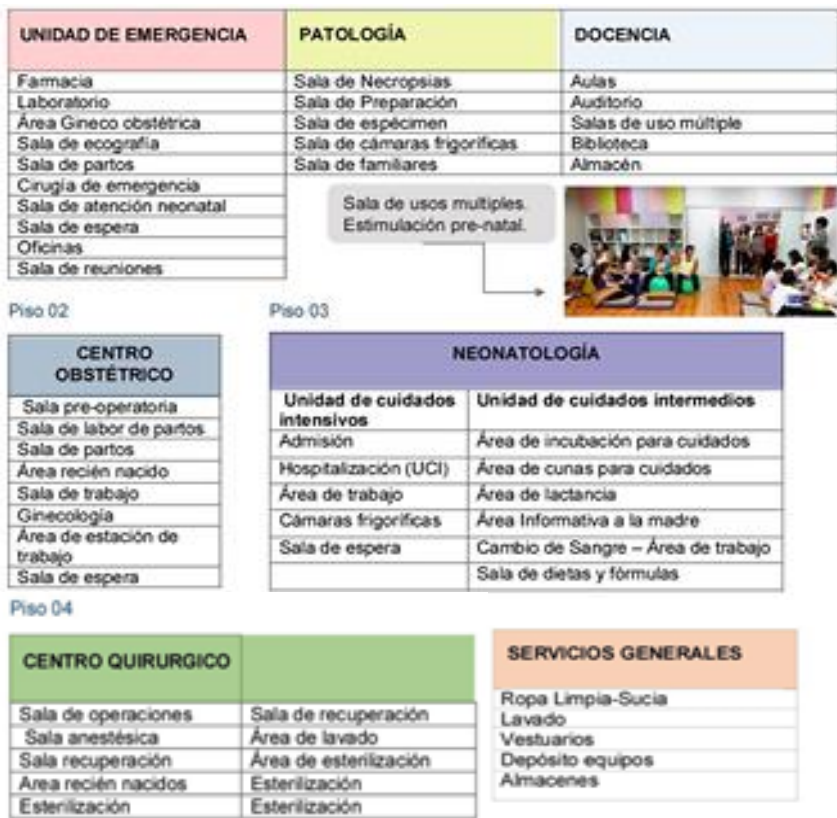 UNIDAD DE EMERGENCIA
Farmacia
Laboratorio
Área Gineco obstétrica
Sala de ecografía
Sala de partos
Cirugía de emergencia
Sala de atención neonatal
Sala de espera
Oficinas
Sala de reuniones
PATOLOGÍA
Sala de Necropsias
Sala de Preparación
Sala de espécimen
Sala de cámaras frigoríficas
Sala de familiares
DOCENCIA
Aulas
Auditorio
Salas de uso múltiple
Biblioteca
Almacén
Sala de usos multiples.
Estimulación pre-natal.
Piso 02
CENTRO
OBSTÉTRICO
Sala pre-operatoria
Sala de labor de partos
Sala de partos
Área recién nacido
Sala de trabajo
Ginecología
Área de estación de
trabajo
Sala de espera
Piso 03
NEONATOLOGÍA
Unidad de cuidados
intensivos
Admisión
Hospitalización (UCI)
Área de trabajo
Cámaras frigoríficas
Sala de espera
Unidad de cuidados intermedios
Área de incubación para cuidados
Área de cunas para cuidados
Área de lactancia
Área Informativa a la madre
Cambio de Sangre – Área de trabajo
Sala de dietas y fórmulas
Piso 04
CENTRO QUIRURGICO
Sala de operaciones
Sala anestésica
Sala recuperación
Area recién nacidos
Esterilización
Sala de recuperación
Área de lavado
Área de esterilización
Esterilización
Esterilización
SERVICIOS GENERALES
Ropa Limpia-Sucia
Lavado
Vestuarios
Depósito equipos
Almacenes